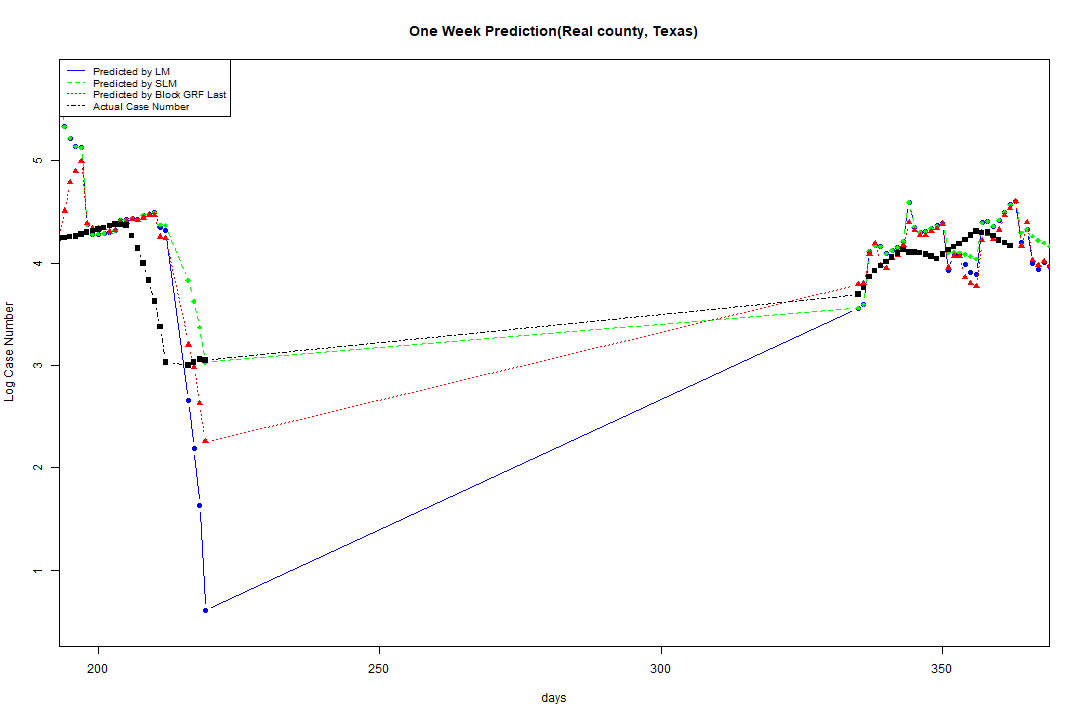 One Week Prediction(Real county, Texas)
Predicted by LM
Predicted by SLM
Predicted by Block GRF Last
Actual Case Number
5
4
3
2
1
Log Case Number
200 250 300 350
days